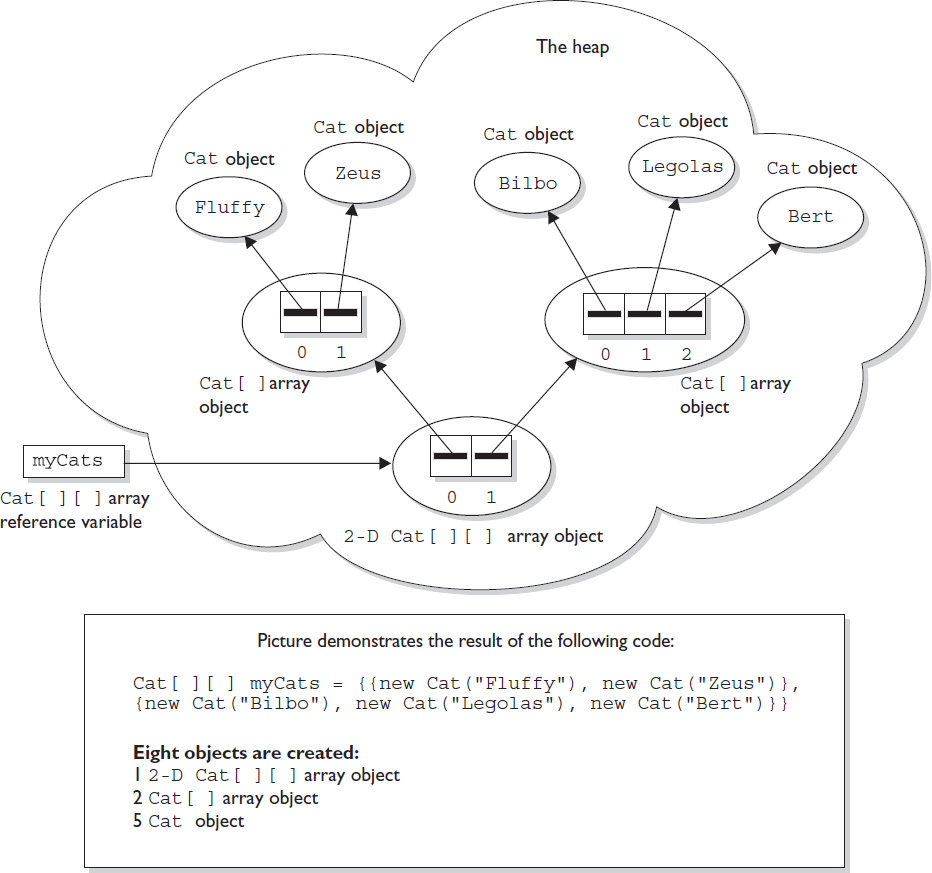 The heap
Cat object
Cat object
Cat object
Cat object
Cat object
Fluffy
Zeus
Bilbo
Legolas
Bert
0 1
0 1 2
Cat[ ] array
object
Cat[ ] array
object
myCats
Cat[ ][ ] array
reference variable
0 1
2-D Cat[ ][ ] array object
Picture demonstrates the result of the following code:
Cat[ ][ ] myCats = {{new Cat("Fluffy"), new Cat("Zeus")},
{new Cat("Bilbo"), new Cat("Legolas"), new Cat("Bert")}}
Eight objects are created:
1 2-D Cat[ ][ ] array object
2 Cat[ ] array object
5 Cat object